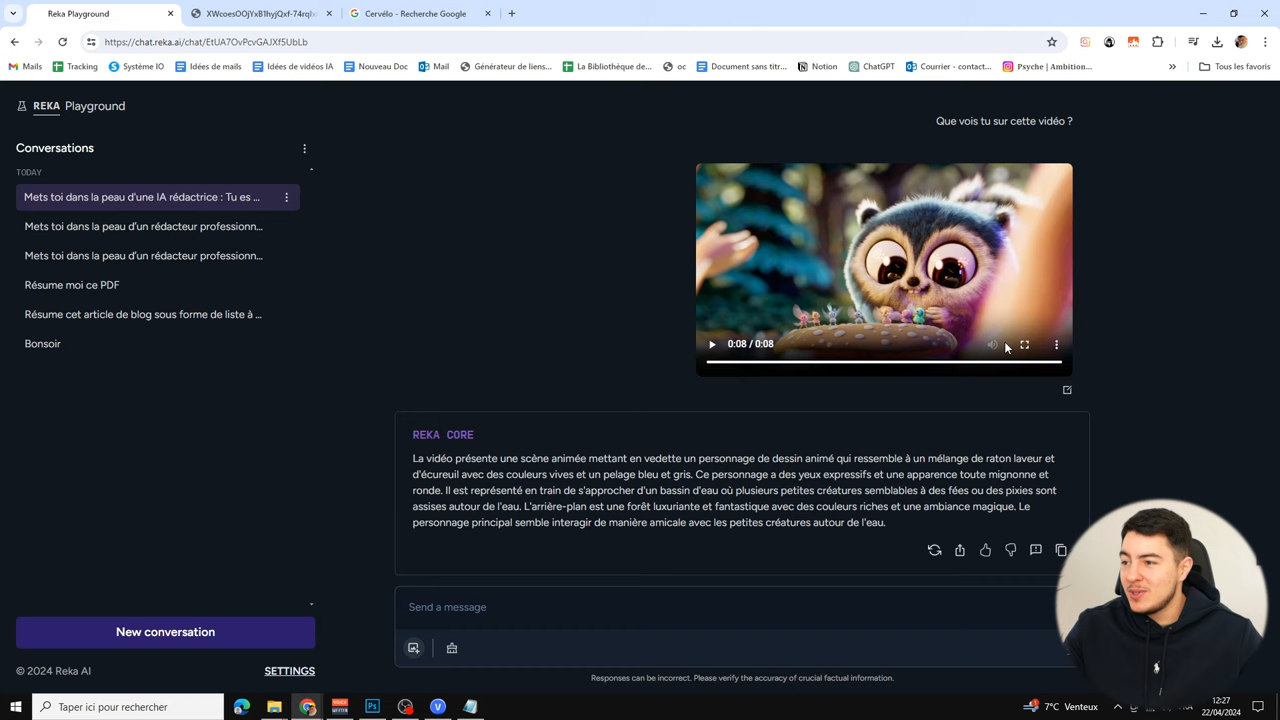 Reka Playground
XWcoesOOjYxB1hyjQxf-74rqlx
Cervélo - Recherche Google
https://chat.reka.ai/chat/EtUA7OvPcvGAJXf5UbLb
Mails
Tracking
Système IO
Idées de mails
Idées de vidéos IA
Nouveau Doc
Mail
Générateur de liens...
La Bibliothèque de...
oc
Document sans titr...
Notion
ChatGPT
Courrier - contact...
Psyche | Ambition...
»
Tous les favoris
REKA Playground
Que vois tu sur cette vidéo ?
Conversations
TODAY
Mets toi dans la peau d'une IA rédactrice : Tu es ...
Mets toi dans la peau d'un rédacteur professionn...
Mets toi dans la peau d'un rédacteur professionn...
Résume moi ce PDF
Résume cet article de blog sous forme de liste à ...
Bonsoir
0:08 / 0:08
REKA CORE
La vidéo présente une scène animée mettant en vedette un personnage de dessin animé qui ressemble à un mélange de raton laveur et
d'écureuil avec des couleurs vives et un pelage bleu et gris. Ce personnage a des yeux expressifs et une apparence toute mignonne et
ronde. Il est représenté en train de s'approcher d'un bassin d'eau où plusieurs petites créatures semblables à des fées ou des pixies sont
assises autour de l'eau. L'arrière-plan est une forêt luxuriante et fantastique avec des couleurs riches et une ambiance magique. Le
personnage principal semble interagir de manière amicale avec les petites créatures autour de l'eau.
Send a message
New conversation
© 2024 Reka AI
SETTINGS
Responses can be incorrect. Please verify the accuracy of crucial factual information.
Taper ici pour rechercher
7°C Venteux
12:27
22/04/2024